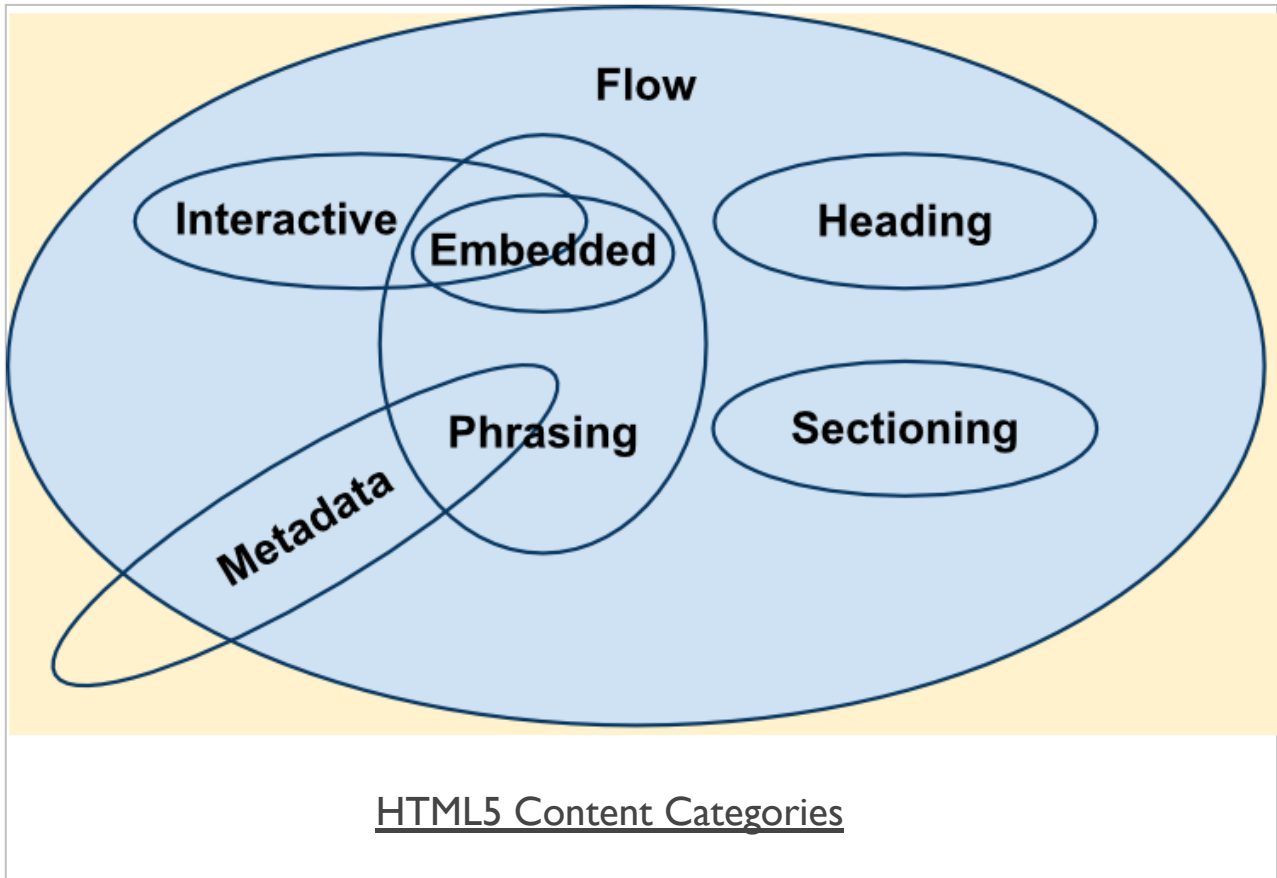 Flow
Interactive
Embedded
Heading
Phrasing
Sectioning
Metadata
HTML5 Content Categories